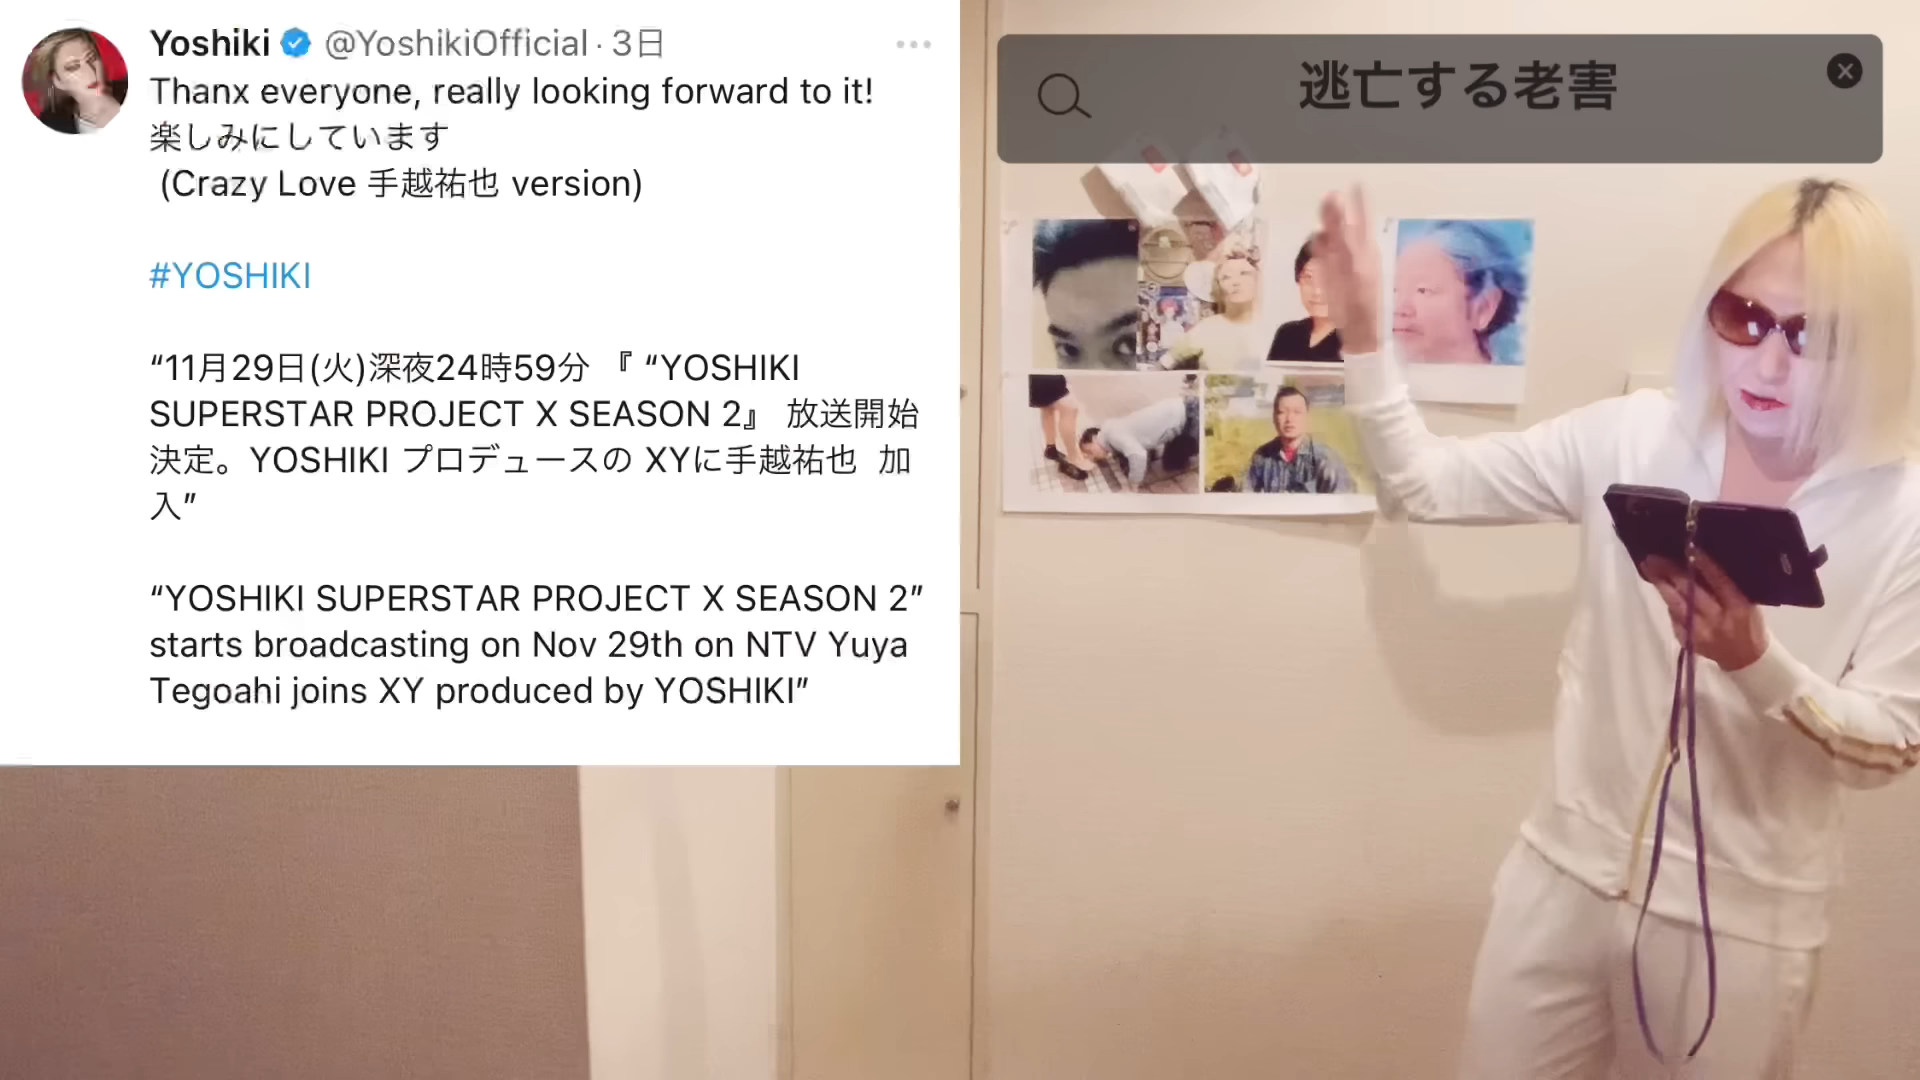 Yoshiki @YoshikiOfficial · 3日
Thanx everyone, really looking forward to it!
楽しみにしています
(Crazy Love 手越祐也 version)
#YOSHIKI
“11月29日(火)深夜24時59分 『 “YOSHIKI
SUPERSTAR PROJECT X SEASON 2』 放送開始
決定。YOSHIKI プロデュースの XYに手越祐也 加
入”
“YOSHIKI SUPERSTAR PROJECT X SEASON 2”
starts broadcasting on Nov 29th on NTV Yuya
Tegoahi joins XY produced by YOSHIKI”
逃亡する老害